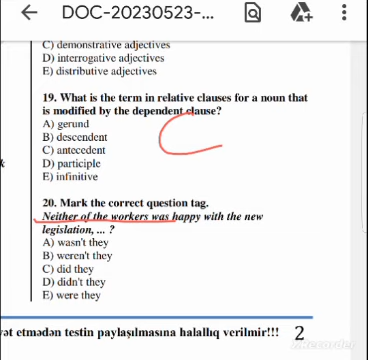 DOC-20230523-...
C) demonstrative adjectives
D) interrogative adjectives
E) distributive adjectives
19. What is the term in relative clauses for a noun that
is modified by the dependent clause?
A) gerund
B) descendent
C) antecedent
D) participle
E) infinitive
20. Mark the correct question tag.
Neither of the workers was happy with the new
legislation, ... ?
A) wasn't they
B) weren't they
C) did they
D) didn't they
E) were they
ət etmədən testin paylaşılmasına halallıq verilmir!!! 2